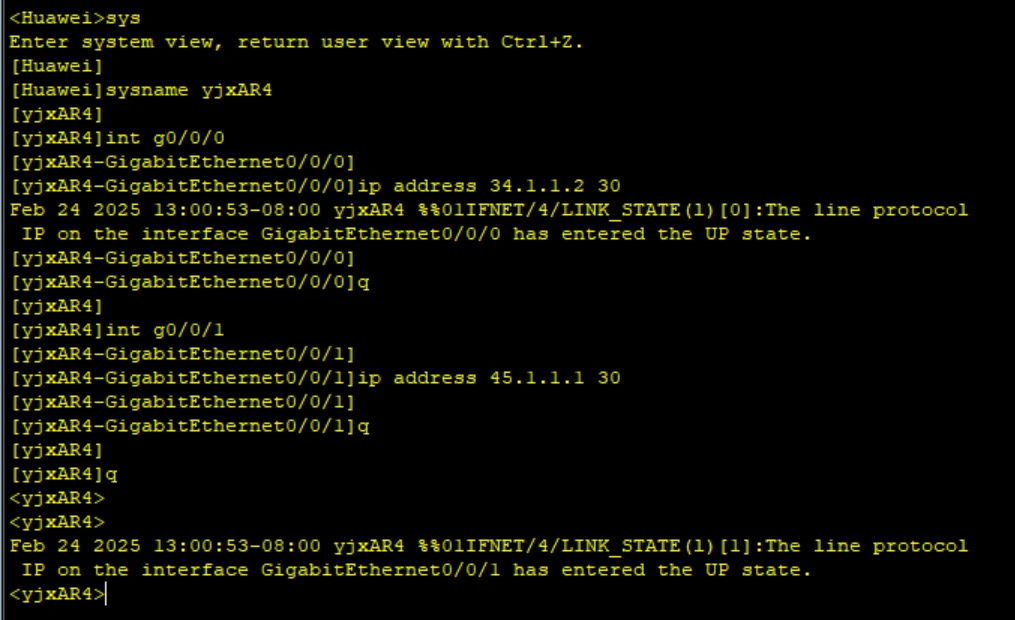 <Huawei>sys
Enter system view, return user view with Ctrl+Z.
[Huawei]
[Huawei]sysname yjxAR4
[yjxAR4]
[yjxAR4]int g0/0/0
[yjxAR4-GigabitEthernet0/0/0]
[yjxAR4-GigabitEthernet0/0/0]ip address 34.1.1.2 30
Feb 24 2025 13:00:53-08:00 yjxAR4 %%01IFNET/4/LINK_STATE(l)[0]:The line protocol
 IP on the interface GigabitEthernet0/0/0 has entered the UP state.
[yjxAR4-GigabitEthernet0/0/0]
[yjxAR4-GigabitEthernet0/0/0]q
[yjxAR4]
[yjxAR4]int g0/0/1
[yjxAR4-GigabitEthernet0/0/1]
[yjxAR4-GigabitEthernet0/0/1]ip address 45.1.1.1 30
[yjxAR4-GigabitEthernet0/0/1]
[yjxAR4-GigabitEthernet0/0/1]q
[yjxAR4]
[yjxAR4]q
<yjxAR4>
<yjxAR4>
Feb 24 2025 13:00:53-08:00 yjxAR4 %%01IFNET/4/LINK_STATE(l)[1]:The line protocol
 IP on the interface GigabitEthernet0/0/1 has entered the UP state.
<yjxAR4>